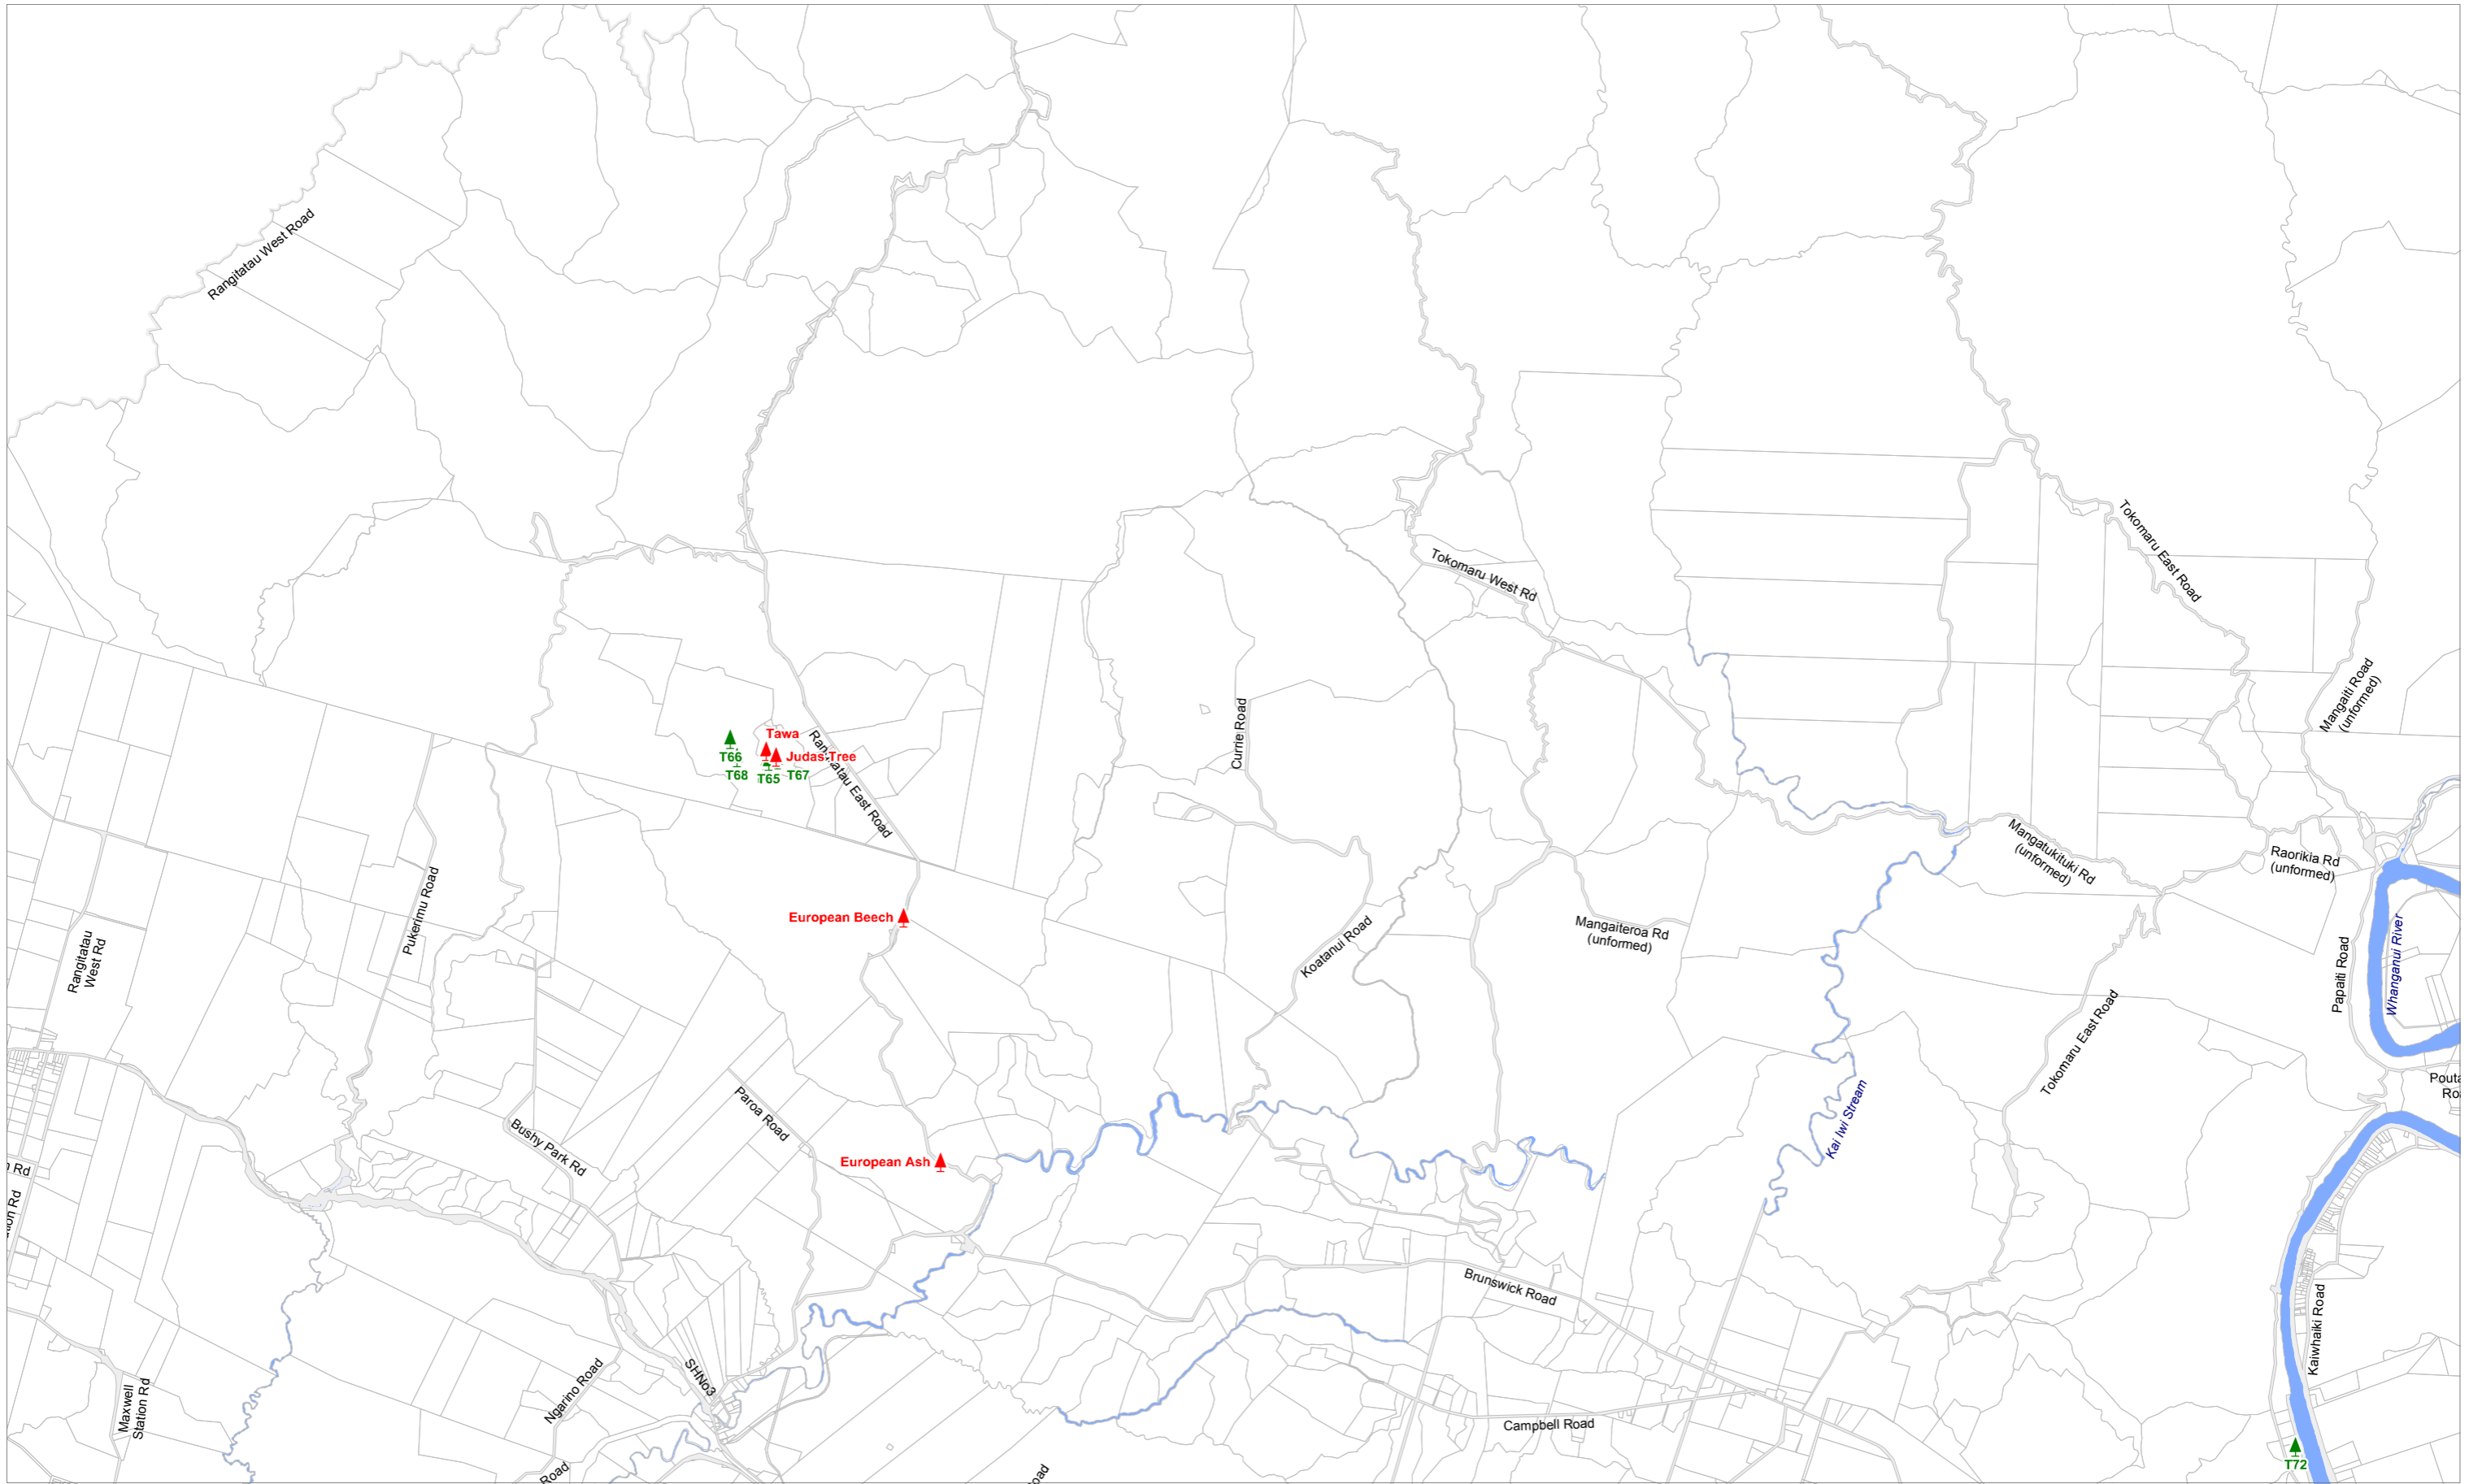 Rangitatau West Road
Tokomaru East Road
Tokomaru West Rd
Mangaiti Road
(unformed)
Currie Road
Tawa
Judas Tree
T66
T68
T65
T67
Rangitatau East Road
Mangatukituki Rd
(unformed)
Raorikia Rd
(unformed)
Pukerimu Road
European Beech
Koatanui Road
Mangaiteroa Rd
(unformed)
Rangitatau
West Rd
Papaiti Road
Whanganui River
Tokomaru East Road
Paroa Road
Bushy Park Rd
Kai Iwi Stream
European Ash
Rd
Rd
Brunswick Road
Kaiwhaiki Road
SHNo3
Ngarino Road
Maxwell
Station Rd
Campbell Road
Road
T72